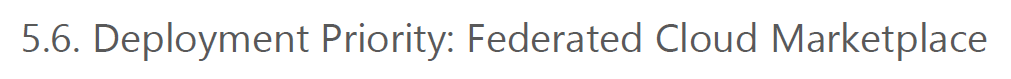 5.6. Deployment Priority: Federated Cloud Marketplace